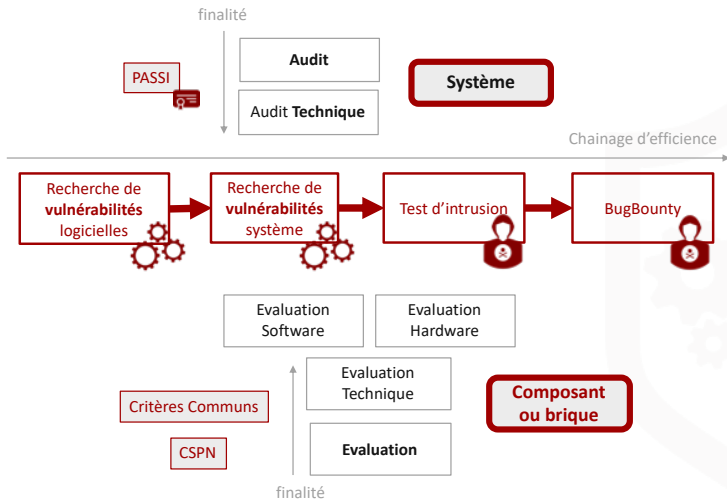 finalité
Audit
PASSI
Système
Audit Technique
Chainage d'efficience
Recherche de
vulnérabilités
logicielles
Recherche de
vulnérabilités
système
Test d'intrusion
BugBounty
Evaluation
Software
Evaluation
Hardware
Evaluation
Technique
Critères Communs
Composant
ou brique
CSPN
Evaluation
finalité